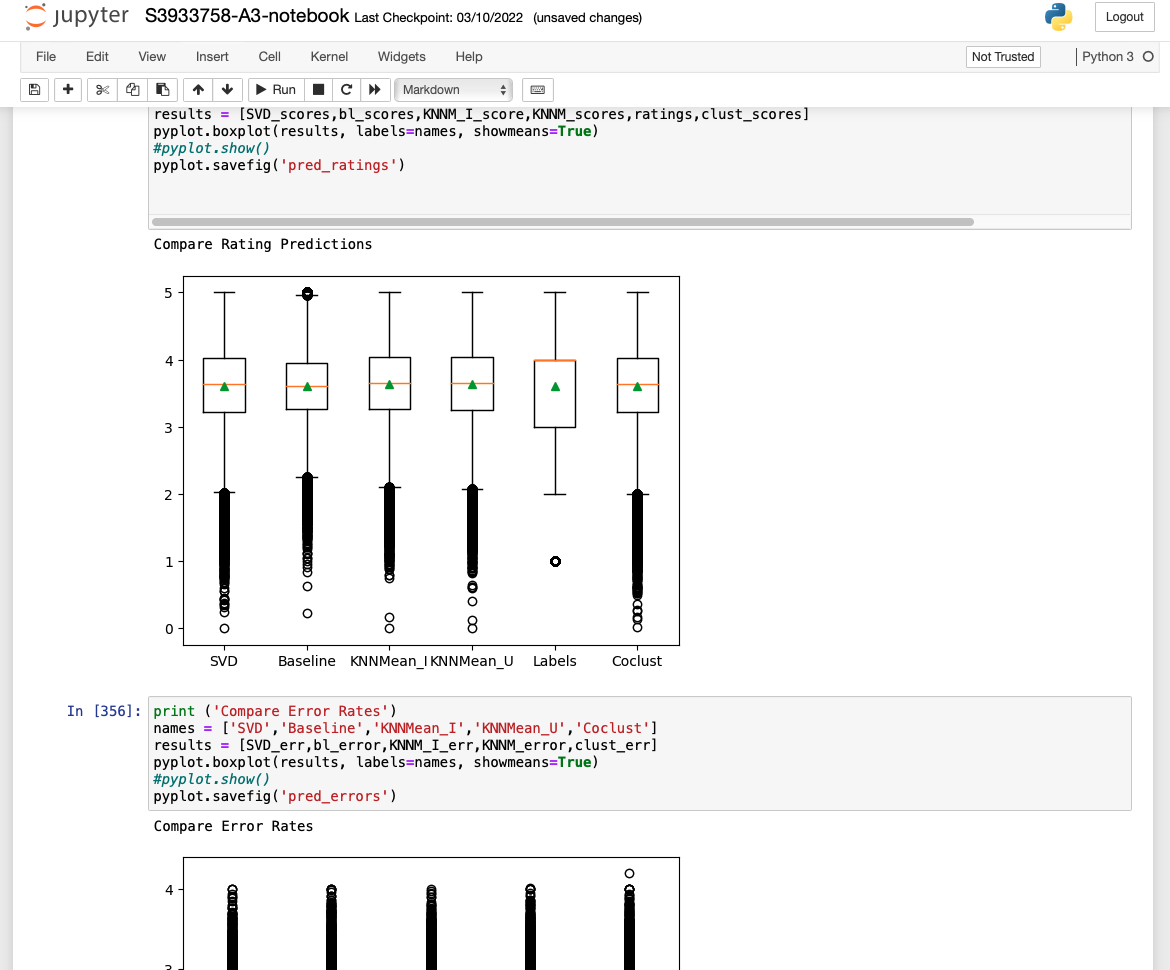 jupyter S3933758-A3-notebook Last Checkpoint: 03/10/2022 (unsaved changes) Logout
File Edit View Insert Cell Kernel Widgets Help Not Trusted Python 3
Run Markdown
results = [SVD_scores,bl_scores,KNNM_I_score,KNNM_scores,ratings,clust_scores]
pyplot.boxplot(results, labels=names, showmeans=True)
#pyplot.show()
pyplot.savefig('pred_ratings')
Compare Rating Predictions
5
4
3
2
1
0
SVD Baseline KNNMean_I KNNMean_U Labels Coclust
In [356]: print ('Compare Error Rates')
names = ['SVD','Baseline','KNNMean_I','KNNMean_U','Coclust']
results = [SVD_err,bl_error,KNNM_I_err,KNNM_error,clust_err]
pyplot.boxplot(results, labels=names, showmeans=True)
#pyplot.show()
pyplot.savefig('pred_errors')
Compare Error Rates
4
3